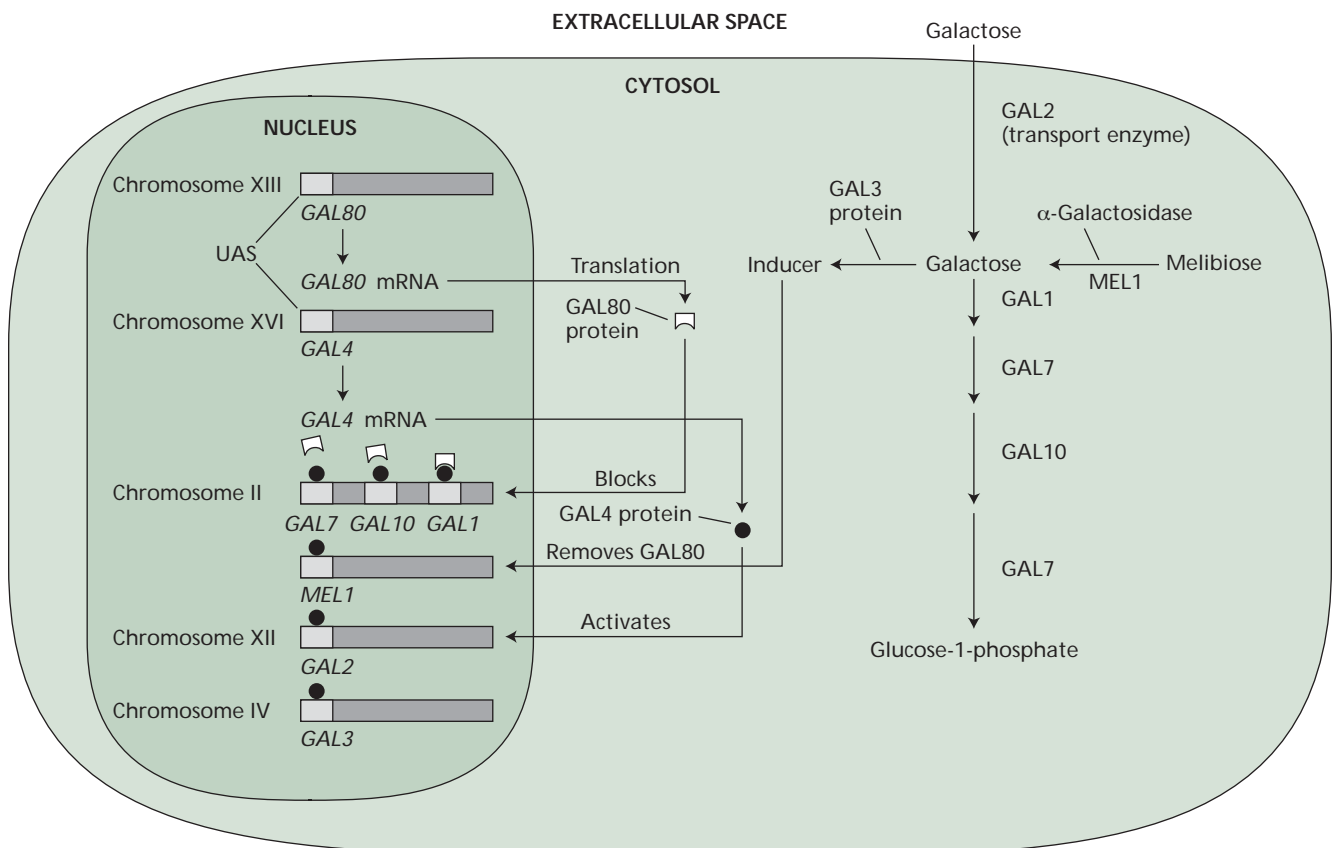 EXTRACELLULAR SPACE
Galactose
CYTOSOL
NUCLEUS
GAL2
(transport enzyme)
Chromosome XIII
GAL80
UAS
GAL80 mRNA
Translation
GAL80
protein
Chromosome XVI
GAL4
GAL4 mRNA
GAL3
protein
α-Galactosidase
Inducer
Galactose
MEL1
Melibiose
GAL1
GAL7
GAL10
GAL7
Glucose-1-phosphate
Chromosome II
GAL7
GAL10
GAL1
Blocks
GAL4 protein
Removes GAL80
MEL1
Chromosome XII
GAL2
Activates
Chromosome IV
GAL3